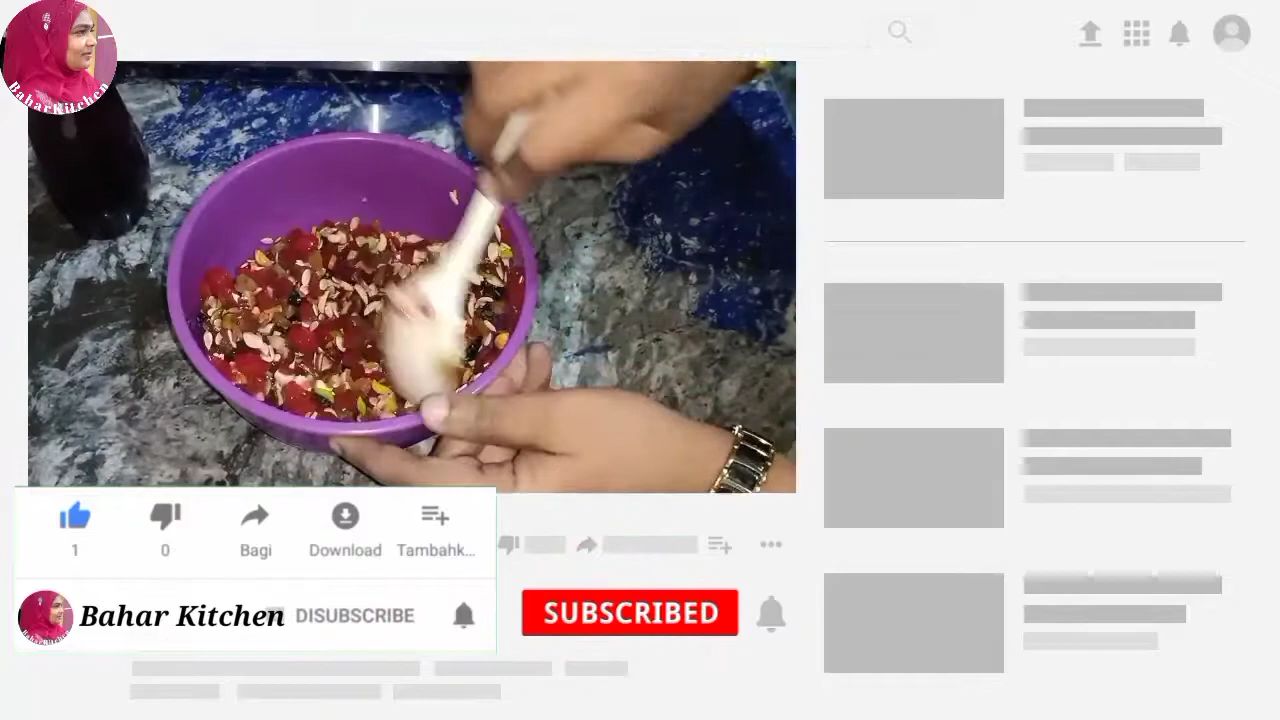 BaharKitchen
1
0
Bagi
Download
Tambahk...
Bahar Kitchen
DISUBSCRIBE
SUBSCRIBED